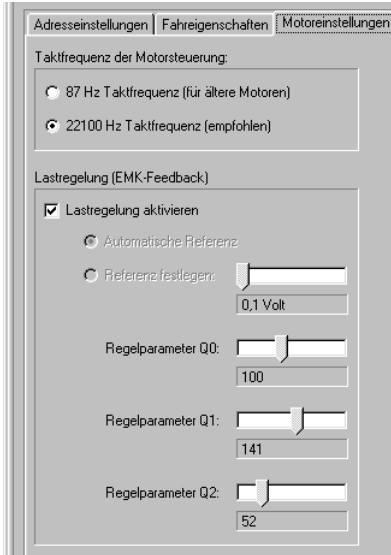 Adresseinstellungen Fahreigenschaften Motoreinstellungen
Taktfrequenz der Motorsteuerung:
87 Hz Taktfrequenz (für ältere Motoren)
22100 Hz Taktfrequenz (empfohlen)
Lastregelung (EMK-Feedback)
Lastregelung aktivieren
Automatische Referenz
Referenz festlegen:
0,1 Volt
Regelparameter Q0:
100
Regelparameter Q1:
141
Regelparameter Q2:
52